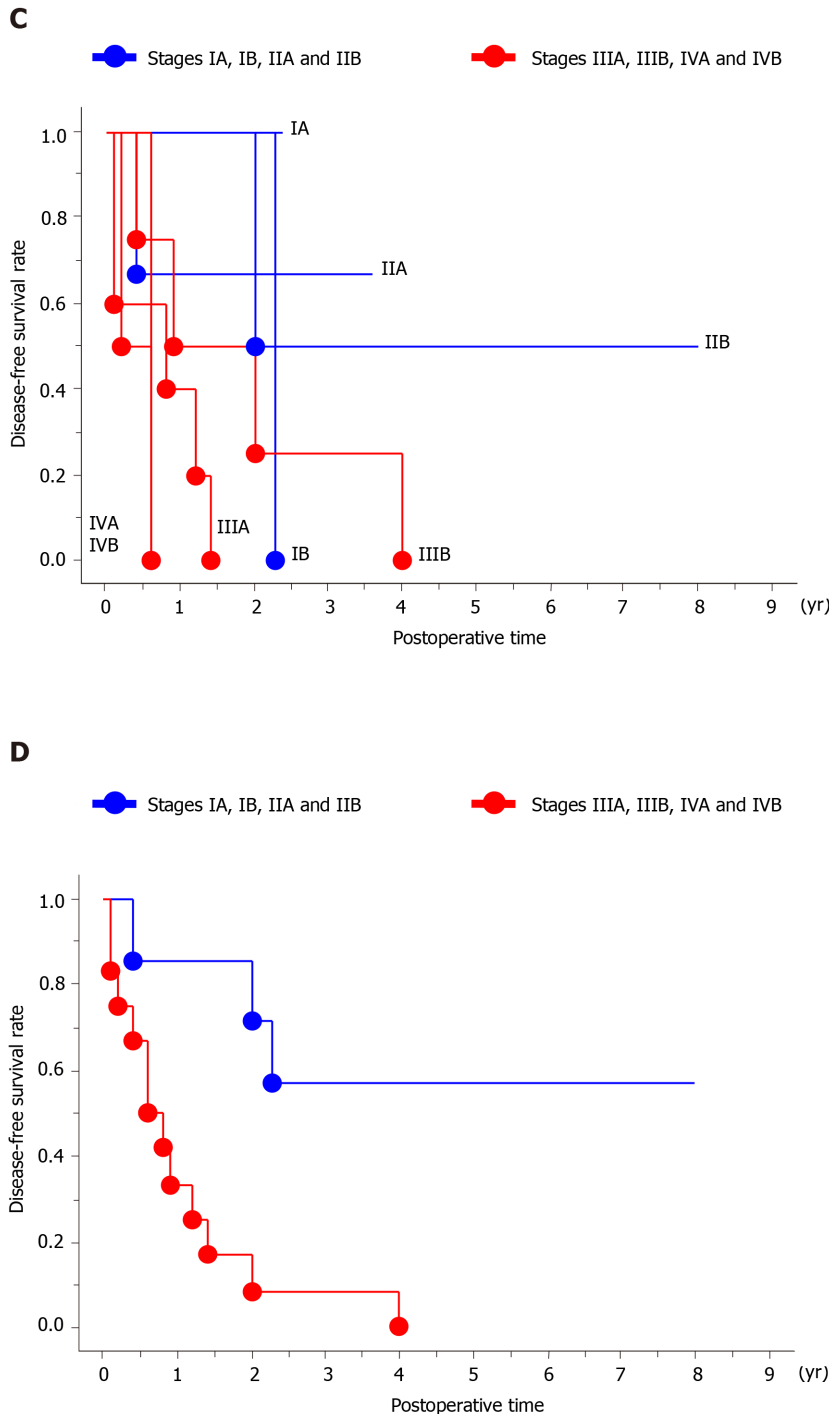 C
Stages IA, IB, IIA and IIB
Stages IIIA, IIIB, IVA and IVB
Disease-free survival rate
1.0
0.8
0.6
0.4
0.2
0.0
IA
IIA
IIB
IVA
IVB
IIIA
IB
IIIB
0 1 2 3 4 5 6 7 8 9 (yr)
Postoperative time
D
Stages IA, IB, IIA and IIB
Stages IIIA, IIIB, IVA and IVB
Disease-free survival rate
1.0
0.8
0.6
0.4
0.2
0.0
0 1 2 3 4 5 6 7 8 9 (yr)
Postoperative time